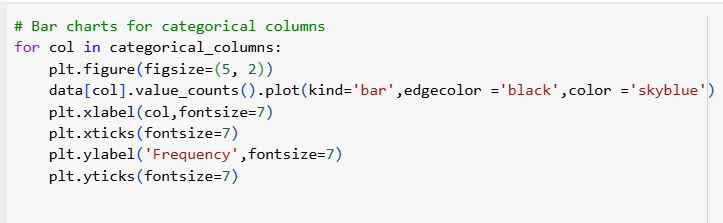 # Bar charts for categorical columns
for col in categorical_columns:
    plt.figure(figsize=(5, 2))
    data[col].value_counts().plot(kind='bar',edgecolor ='black',color ='skyblue')
    plt.xlabel(col,fontsize=7)
    plt.xticks(fontsize=7)
    plt.ylabel('Frequency',fontsize=7)
    plt.yticks(fontsize=7)